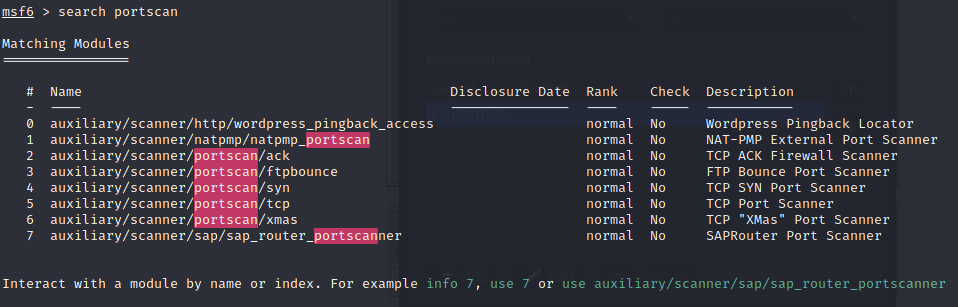 msf6 > search portscan
Matching Modules
================
# Name Disclosure Date Rank Check Description
- ---- --------------- ---- ----- -----------
0 auxiliary/scanner/http/wordpress_pingback_access normal No Wordpress Pingback Locator
1 auxiliary/scanner/natpmp/natpmp_portscan normal No NAT-PMP External Port Scanner
2 auxiliary/scanner/portscan/ack normal No TCP ACK Firewall Scanner
3 auxiliary/scanner/portscan/ftpbounce normal No FTP Bounce Port Scanner
4 auxiliary/scanner/portscan/syn normal No TCP SYN Port Scanner
5 auxiliary/scanner/portscan/tcp normal No TCP Port Scanner
6 auxiliary/scanner/portscan/xmas normal No TCP "XMas" Port Scanner
7 auxiliary/scanner/sap/sap_router_portscanner normal No SAPRouter Port Scanner
Interact with a module by name or index. For example info 7, use 7 or use auxiliary/scanner/sap/sap_router_portscanner